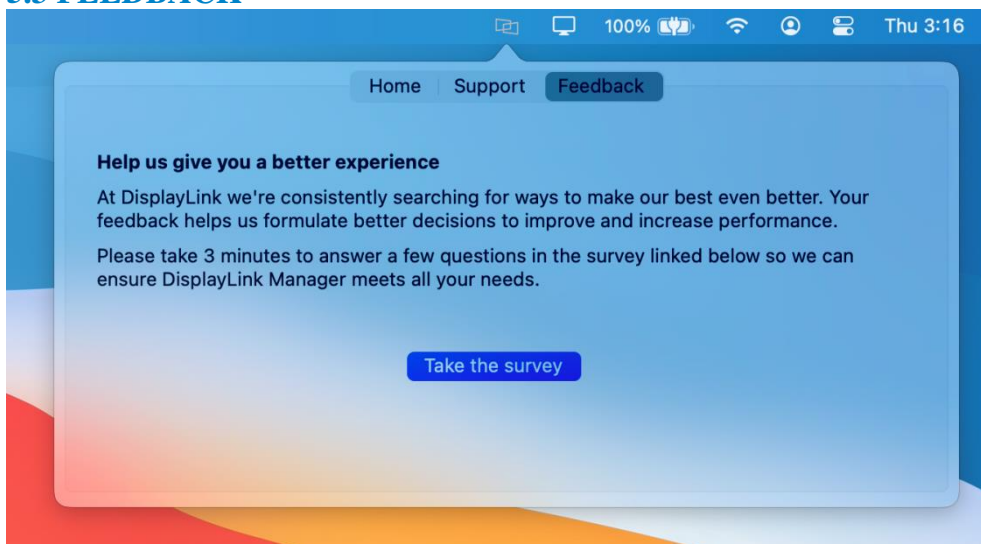 FEEDBACK
100% Thu 3:16
Home Support Feedback
Help us give you a better experience
At DisplayLink we're consistently searching for ways to make our best even better. Your
feedback helps us formulate better decisions to improve and increase performance.
Please take 3 minutes to answer a few questions in the survey linked below so we can
ensure DisplayLink Manager meets all your needs.
Take the survey